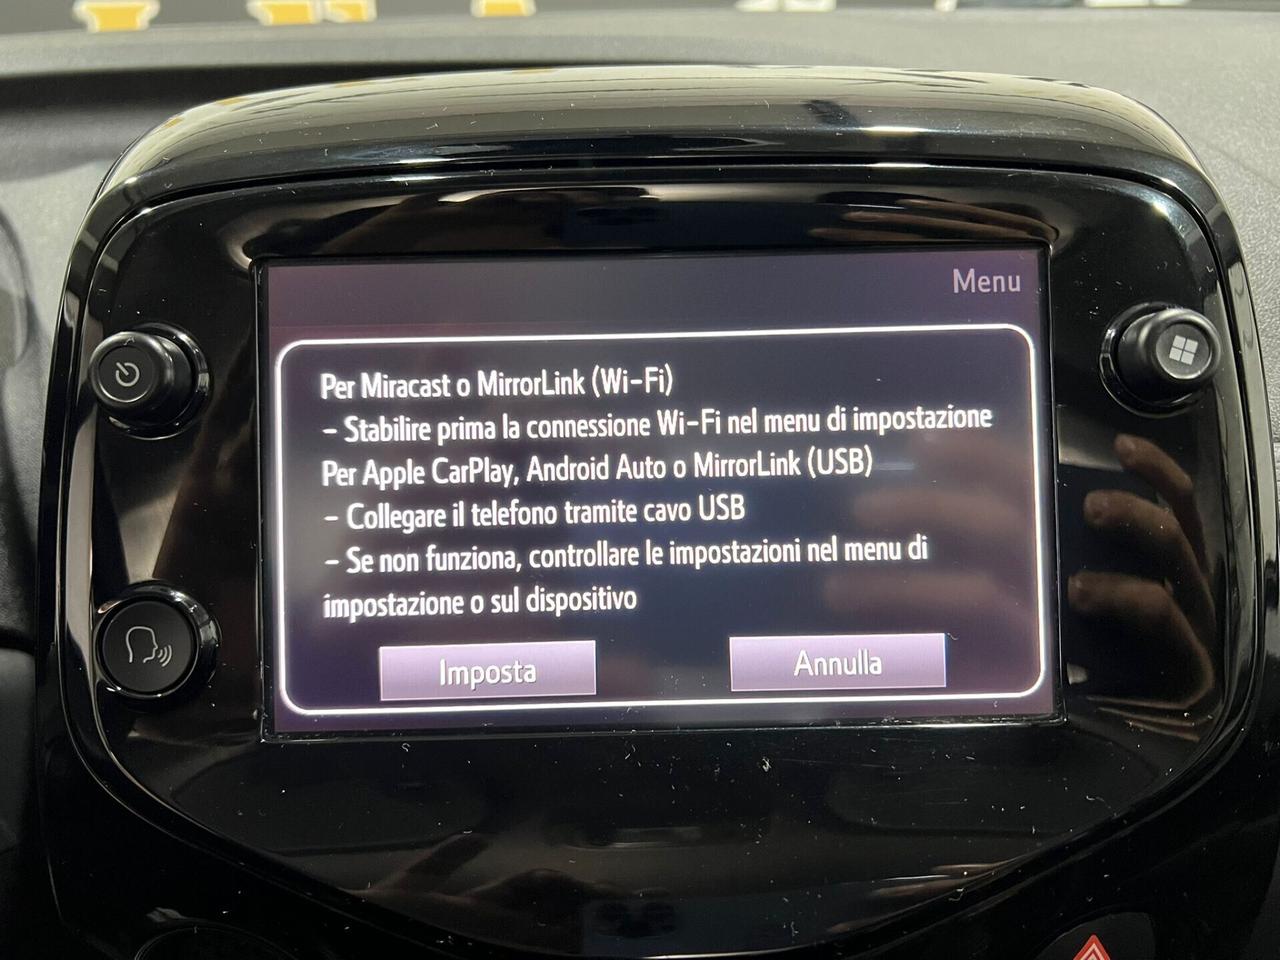 Menu
Per Miracast o MirrorLink (Wi-Fi)
- Stabilire prima la connessione Wi-Fi nel menu di impostazione
Per Apple CarPlay, Android Auto o MirrorLink (USB)
- Collegare il telefono tramite cavo USB
- Se non funziona, controllare le impostazioni nel menu di
impostazione o sul dispositivo
Imposta
Annulla